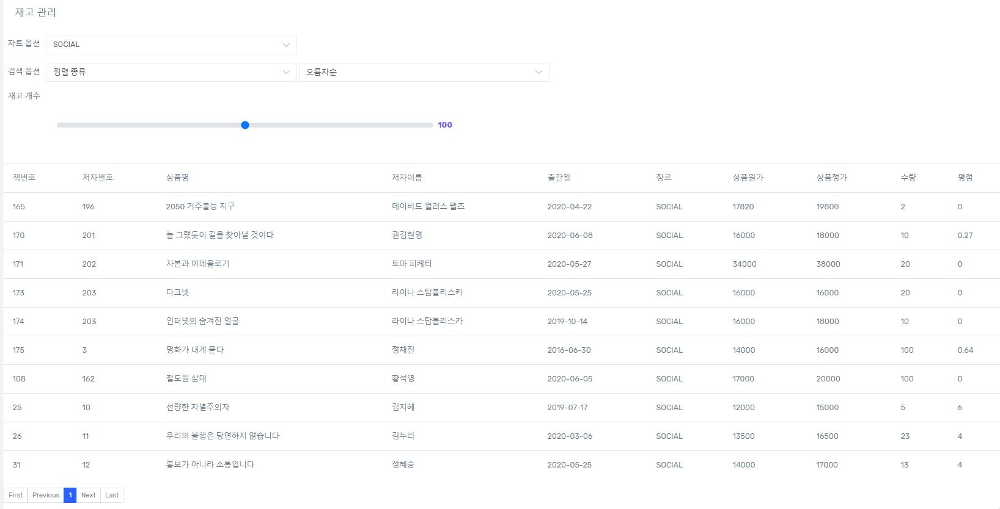 재고 관리
차트 옵션 SOCIAL
검색 옵션 정렬 종류 오름차순
재고 개수
100
책번호 저자번호 상품명 저자이름 출간일 장르 상품원가 상품정가 수량 평점
165 196 2050 거주불능 지구 데이비드 월러스 웰즈 2020-04-22 SOCIAL 17820 19800 2 0
170 201 늘 그랬듯이 길을 찾아낼 것이다 권김현영 2020-06-08 SOCIAL 16000 18000 10 0.27
171 202 자본과 이데올로기 토마 피케티 2020-05-27 SOCIAL 34000 38000 20 0
173 203 다크넷 라이나 스탐볼리스카 2020-05-25 SOCIAL 16000 16000 20 0
174 203 인터넷의 숨겨진 얼굴 라이나 스탐볼리스카 2019-10-14 SOCIAL 16000 18000 10 0
175 3 명화가 내게 묻다 정채진 2016-06-30 SOCIAL 14000 16000 100 0.64
108 162 철도원 삼대 황석영 2020-06-05 SOCIAL 17000 20000 100 0
25 10 선량한 차별주의자 김지혜 2019-07-17 SOCIAL 12000 15000 5 6
26 11 우리의 불행은 당연하지 않습니다 김누리 2020-03-06 SOCIAL 13500 16500 23 4
31 12 홍보가 아니라 소통입니다 정혜승 2020-05-25 SOCIAL 14000 17000 13 4
First Previous 1 Next Last